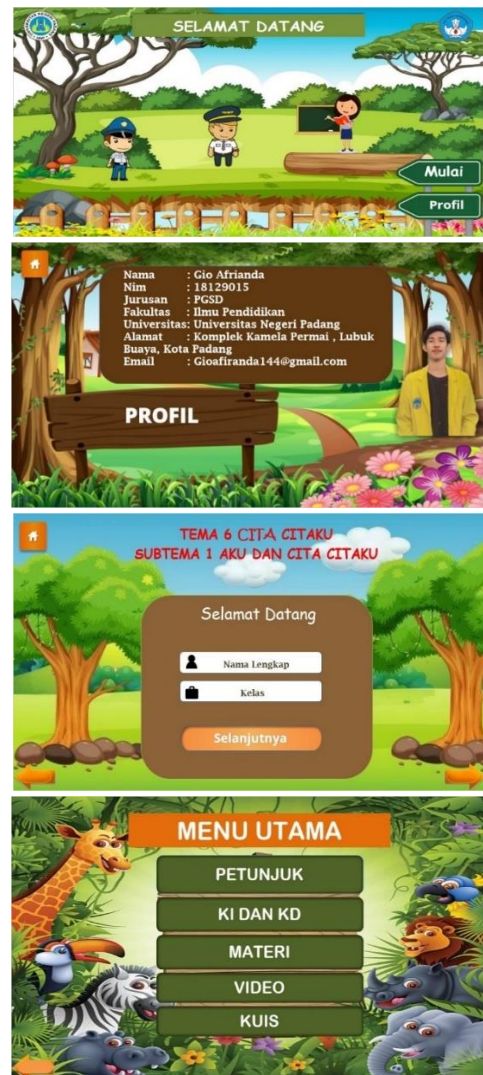 SELAMAT DATANG
Mulai
Profil
Nama : Gio Afrianda
Nim : 18129015
Jurusan : PGSD
Fakultas : Ilmu Pendidikan
Universitas: Universitas Negeri Padang
Alamat : Komplek Kamela Permai , Lubuk
Buaya, Kota Padang
Email : Gioafiranda144@gmail.com
PROFIL
TEMA 6 CITA CITAKU
SUBTEMA 1 AKU DAN CITA CITAKU
Selamat Datang
Nama Lengkap
Kelas
Selanjutnya
MENU UTAMA
PETUNJUK
KI DAN KD
MATERI
VIDEO
KUIS